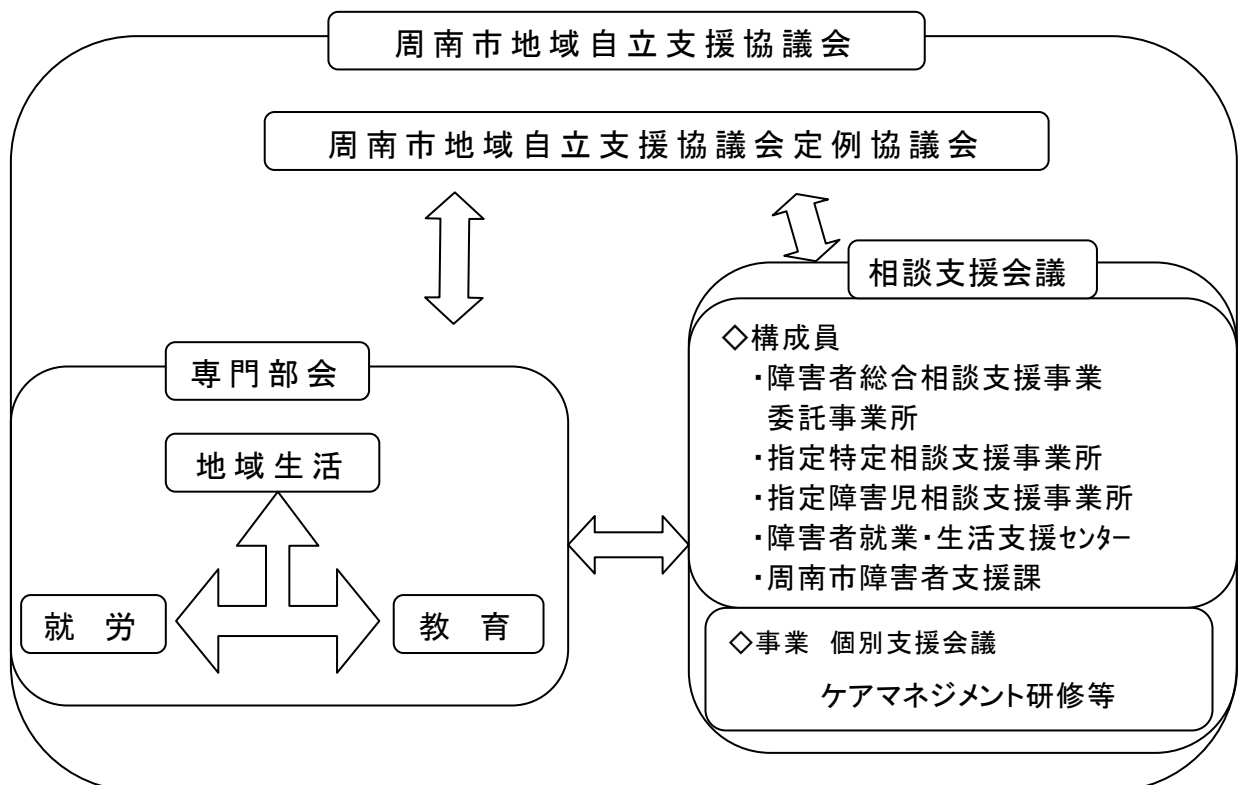 周南市地域自立支援協議会
周南市地域自立支援協議会定例協議会
相談支援会議
◇構成員
・障害者総合相談支援事業
委託事業所
・指定特定相談支援事業所
・指定障害児相談支援事業所
・障害者就業・生活支援ｾﾝﾀｰ
・周南市障害者支援課
◇事業　個別支援会議
ケアマネジメント研修等
専門部会
地域生活
就　労
教　育